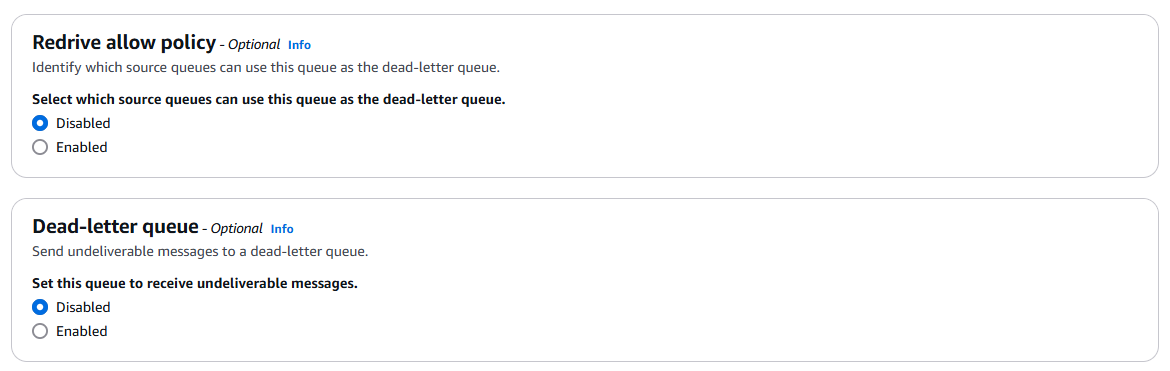 Redrive allow policy - Optional Info
Identify which source queues can use this queue as the dead-letter queue.
Select which source queues can use this queue as the dead-letter queue.
Disabled
Enabled
Dead-letter queue - Optional Info
Send undeliverable messages to a dead-letter queue.
Set this queue to receive undeliverable messages.
Disabled
Enabled